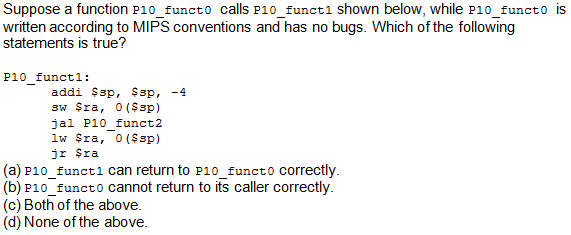 Suppose a function P10_funct0 calls P10_funct1 shown below, while P10_funct0 is
written according to MIPS conventions and has no bugs. Which of the following
statements is true?
P10_funct1:
addi $sp, $sp, -4
sw $ra, 0($sp)
jal P10_funct2
lw $ra, 0($sp)
jr $ra
(a) P10_funct1 can return to P10_funct0 correctly.
(b) P10_funct0 cannot return to its caller correctly.
(c) Both of the above.
(d) None of the above.